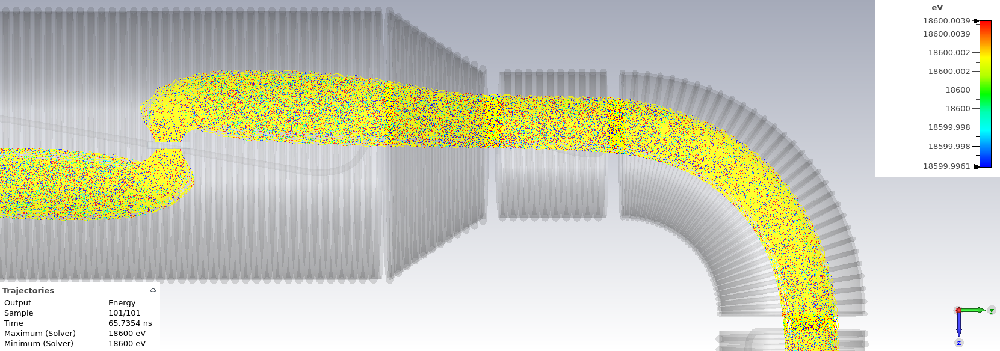 eV
18600.0039
18600.0039
18600.002
18600.002
18600
18600
18599.998
18599.998
18599.9961
Trajectories
Output Energy
Sample 101/101
Time 65.7354 ns
Maximum (Solver) 18600 eV
Minimum (Solver) 18600 eV
y
z